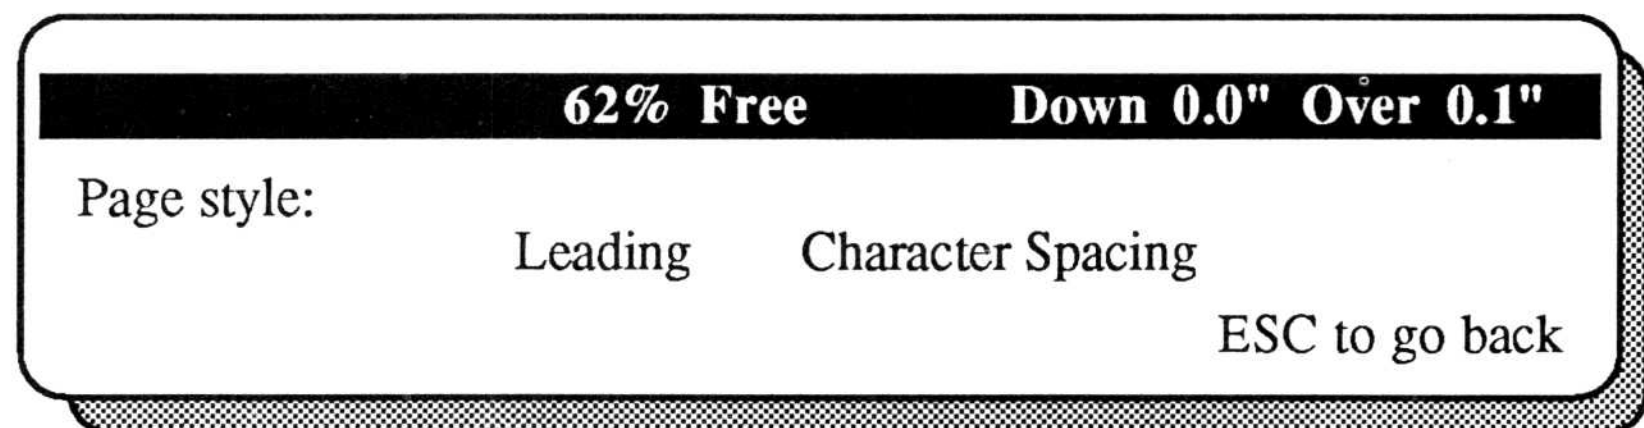 62% Free Down 0.0" Over 0.1"
Page style:
Leading Character Spacing
ESC to go back